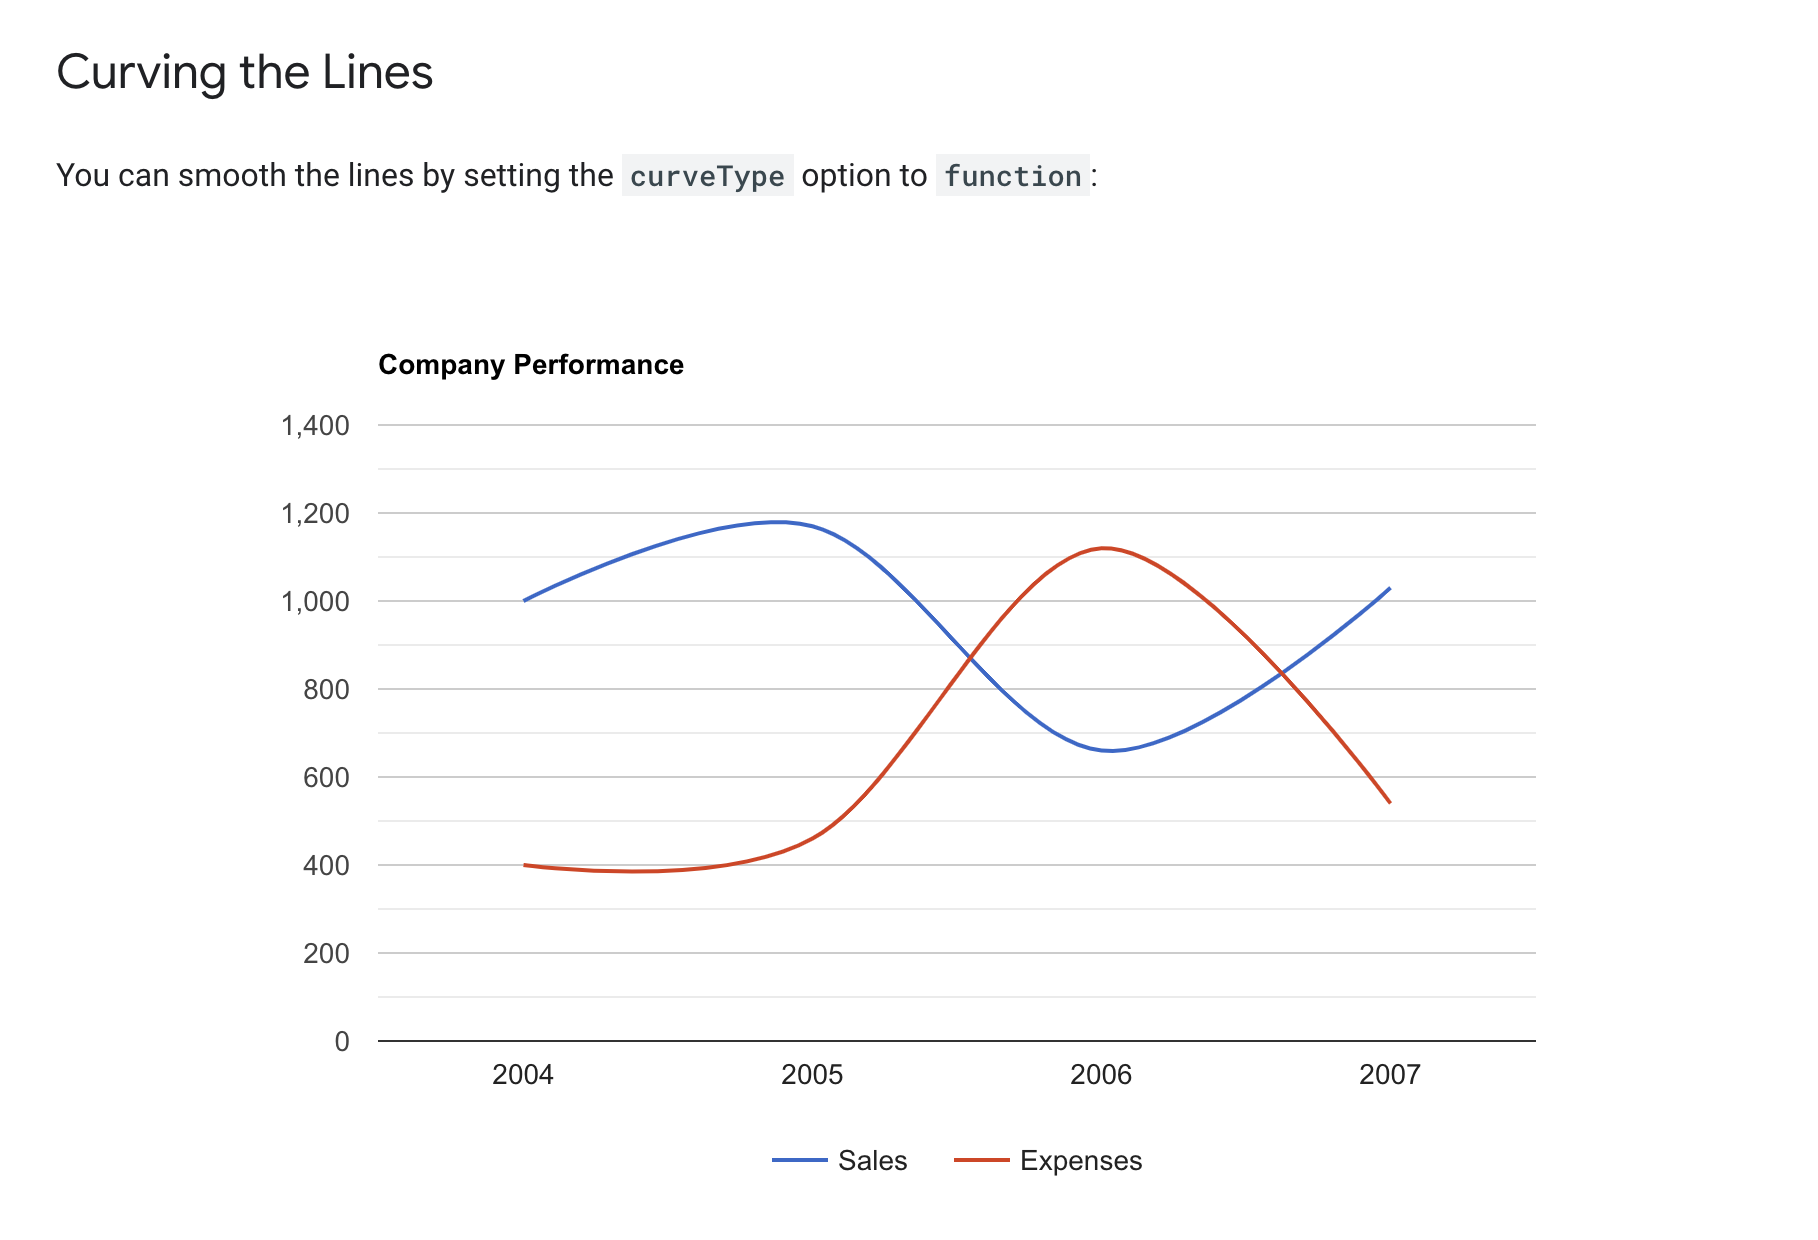 Curving the Lines
You can smooth the lines by setting the curveType option to function:
Company Performance
1,400
1,200
1,000
800
600
400
200
0
2004 2005 2006 2007
Sales Expenses